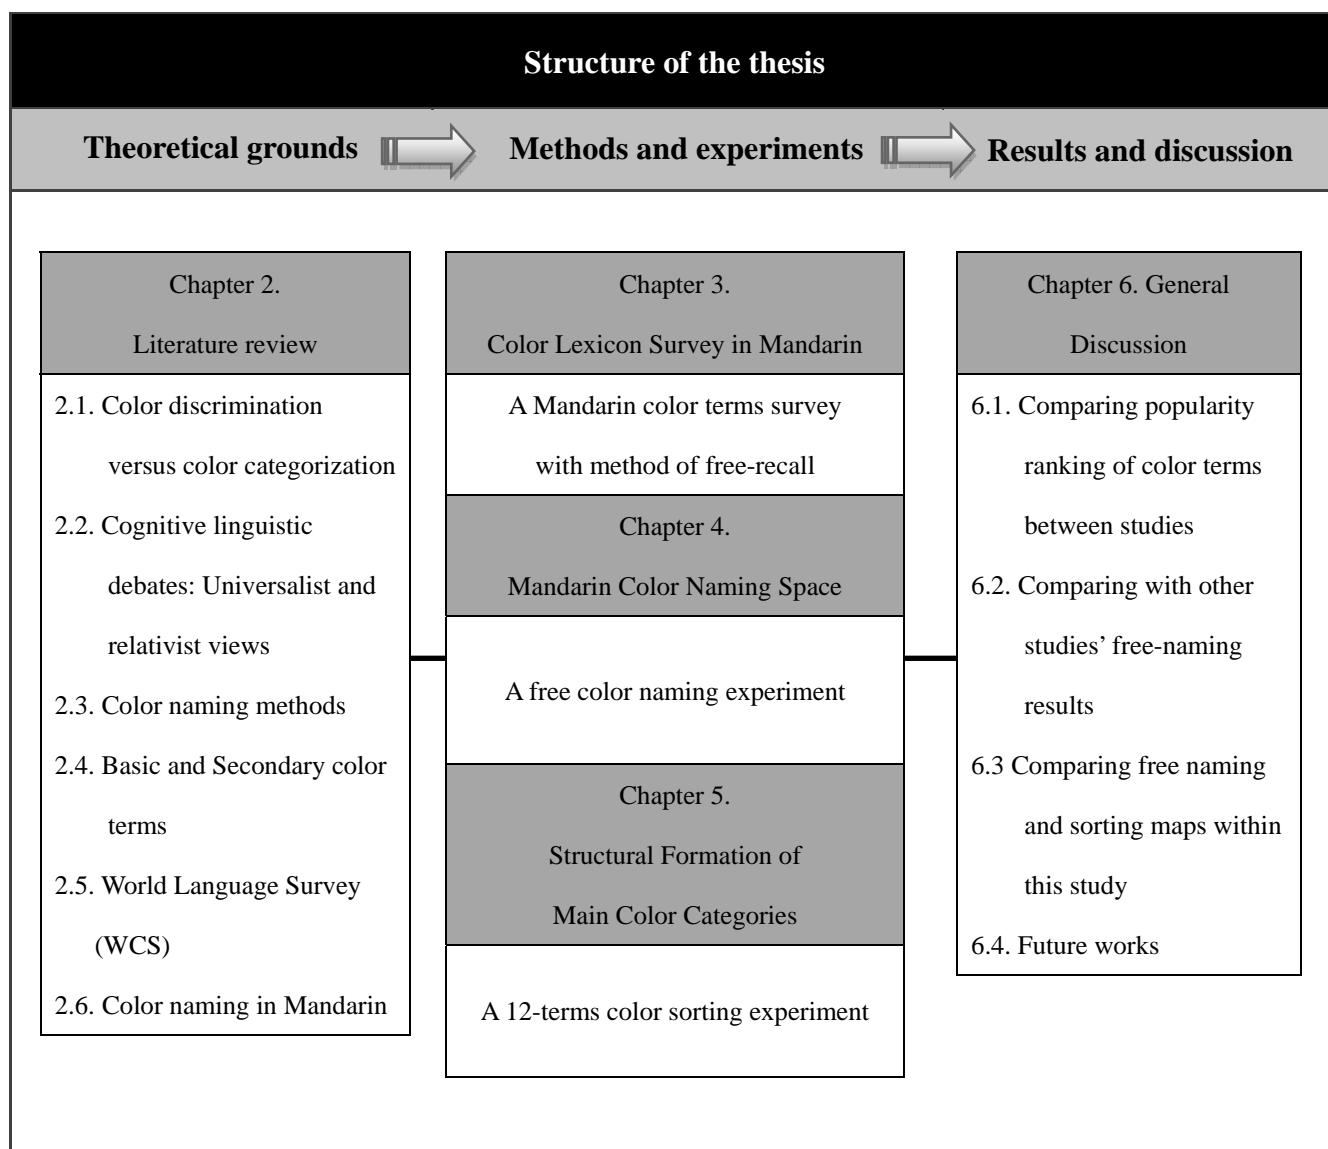 Structure of the thesis
Theoretical grounds
Methods and experiments
Results and discussion
Chapter 2.
Literature review
2.1. Color discrimination
versus color categorization
2.2. Cognitive linguistic
debates: Universalist and
relativist views
2.3. Color naming methods
2.4. Basic and Secondary color
terms
2.5. World Language Survey
(WCS)
2.6. Color naming in Mandarin
Chapter 3.
Color Lexicon Survey in Mandarin
A Mandarin color terms survey
with method of free-recall
Chapter 4.
Mandarin Color Naming Space
A free color naming experiment
Chapter 5.
Structural Formation of
Main Color Categories
A 12-terms color sorting experiment
Chapter 6. General
Discussion
6.1. Comparing popularity
ranking of color terms
between studies
6.2. Comparing with other
studies’ free-naming
results
6.3 Comparing free naming
and sorting maps within
this study
6.4. Future works